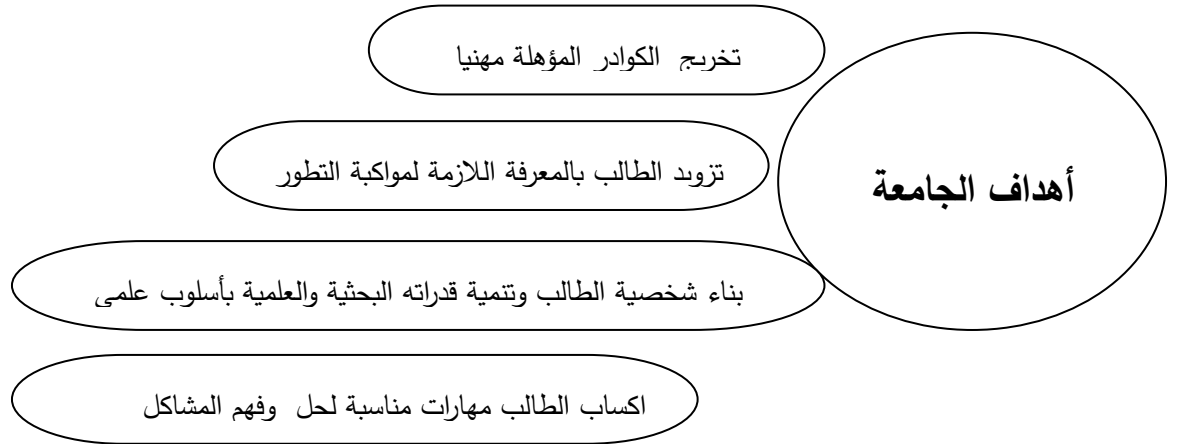 أهداف الجامعة
تخريج الكوادر المؤهلة مهنيا
تزويد الطالب بالمعرفة اللازمة لمواكبة التطور
بناء شخصية الطالب وتنمية قدراته البحثية والعلمية بأسلوب علمي
اكساب الطالب مهارات مناسبة لحل وفهم المشاكل